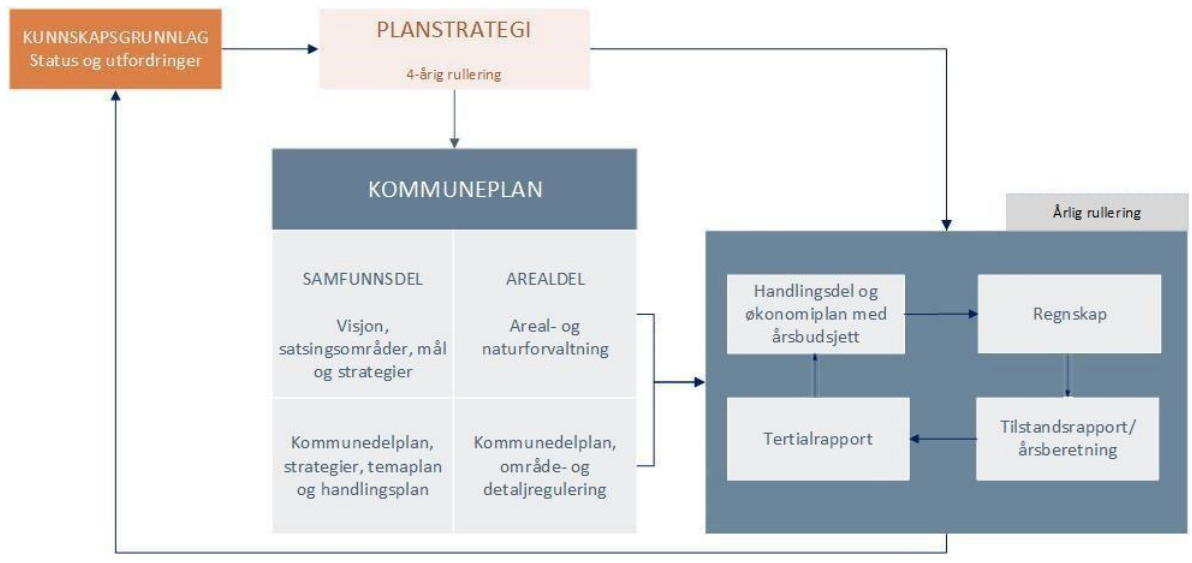 KUNNSKAPSGRUNNLAG
Status og utfordringer
PLANSTRATEGI
4-årig rullering
KOMMUNEPLAN
SAMFUNNSDEL
Visjon,
satsingsområder, mål
og strategier
AREALDEL
Areal- og
naturforvaltning
Kommunedelplan,
strategier, temaplan
og handlingsplan
Kommunedelplan,
område- og
detaljregulering
Årlig rullering
Handlingsdel og
økonomiplan med
årsbudsjett
Regnskap
Tertialrapport
Tilstandsrapport/
årsberetning